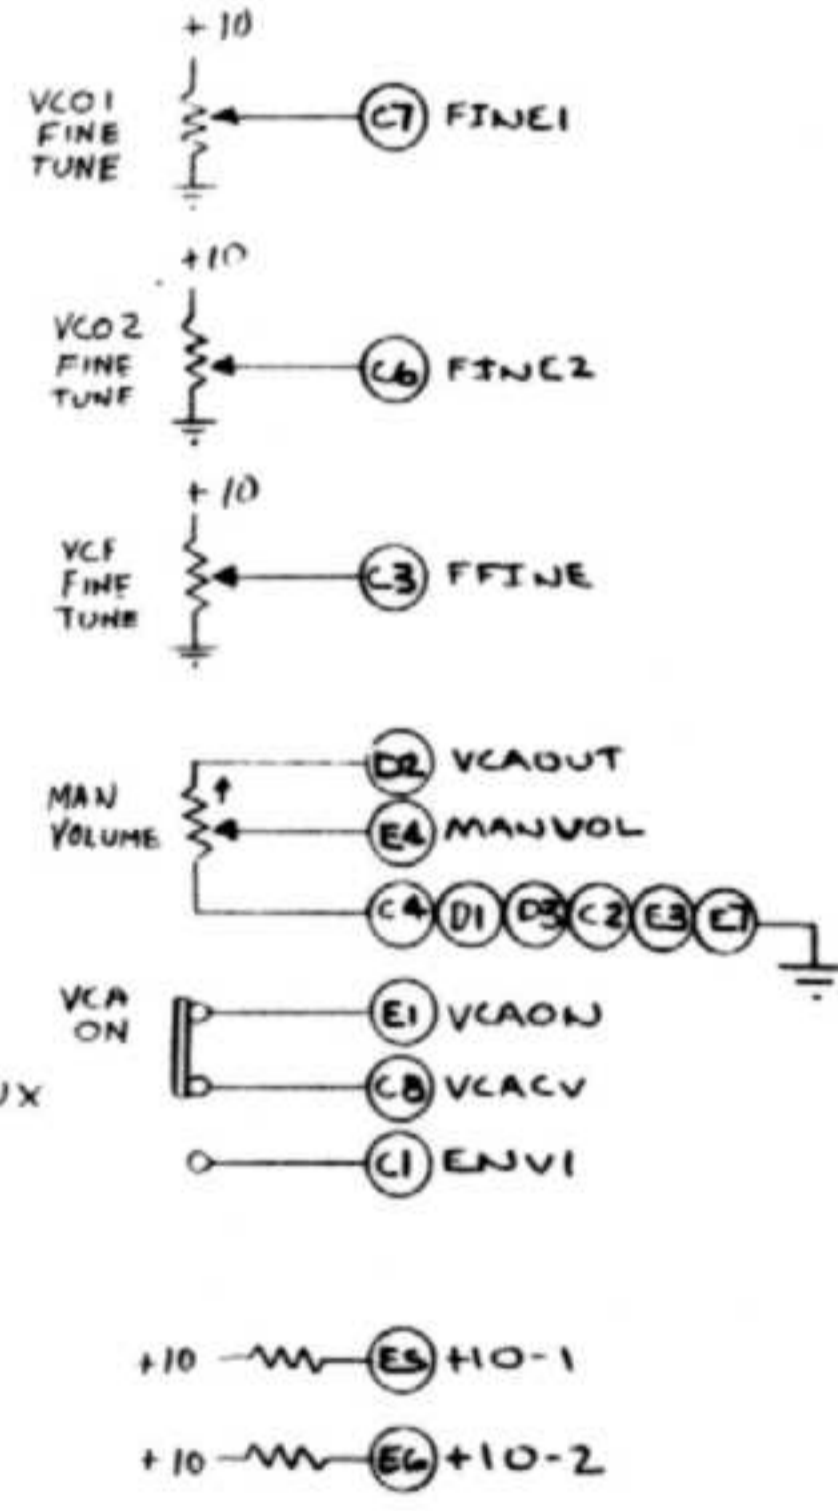 +10
VCO1
FINE
TUNE
C7 FINE1
+10
VCO2
FINE
TUNE
C6 FINE2
+10
VCF
FINE
TUNE
C3 FFINE
MAN
VOLUME
D2 VCAOUT
E4 MANVOL
C4 D1 D3 C2 E3 E7
VCA
ON
E1 VCAON
UX
C8 VCACV
C1 ENV1
+10 E5 +10-1
+10 E6 +10-2